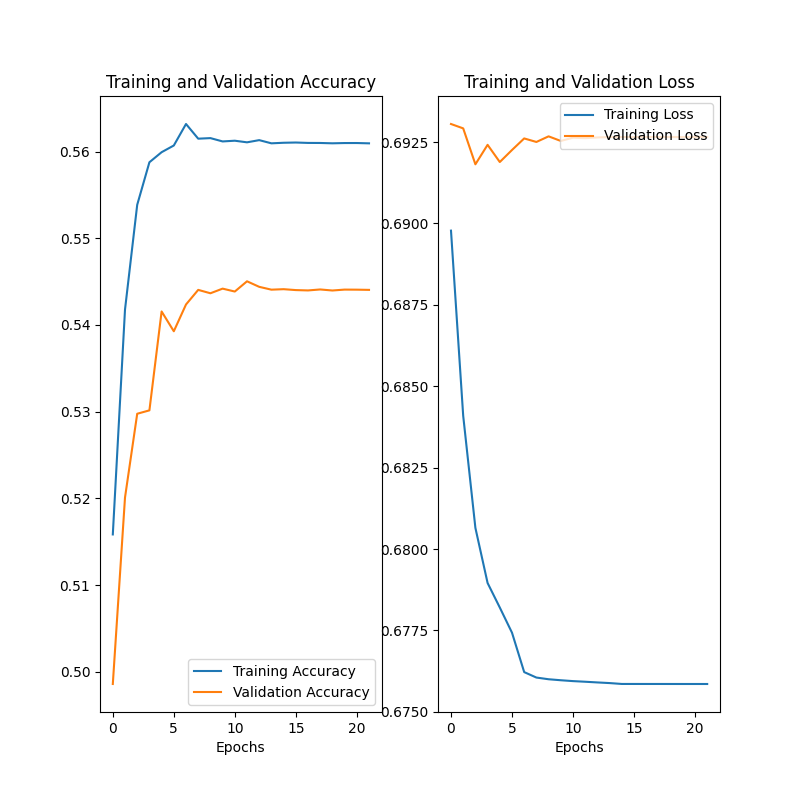 Training and Validation Accuracy
0.56
0.55
0.54
0.53
0.52
0.51
0.50
Training Accuracy
Validation Accuracy
0 5 10 15 20
Epochs
Training and Validation Loss
Training Loss
Validation Loss
0.6925
0.6900
0.6875
0.6850
0.6825
0.6800
0.6775
0.6750
0 5 10 15 20
Epochs